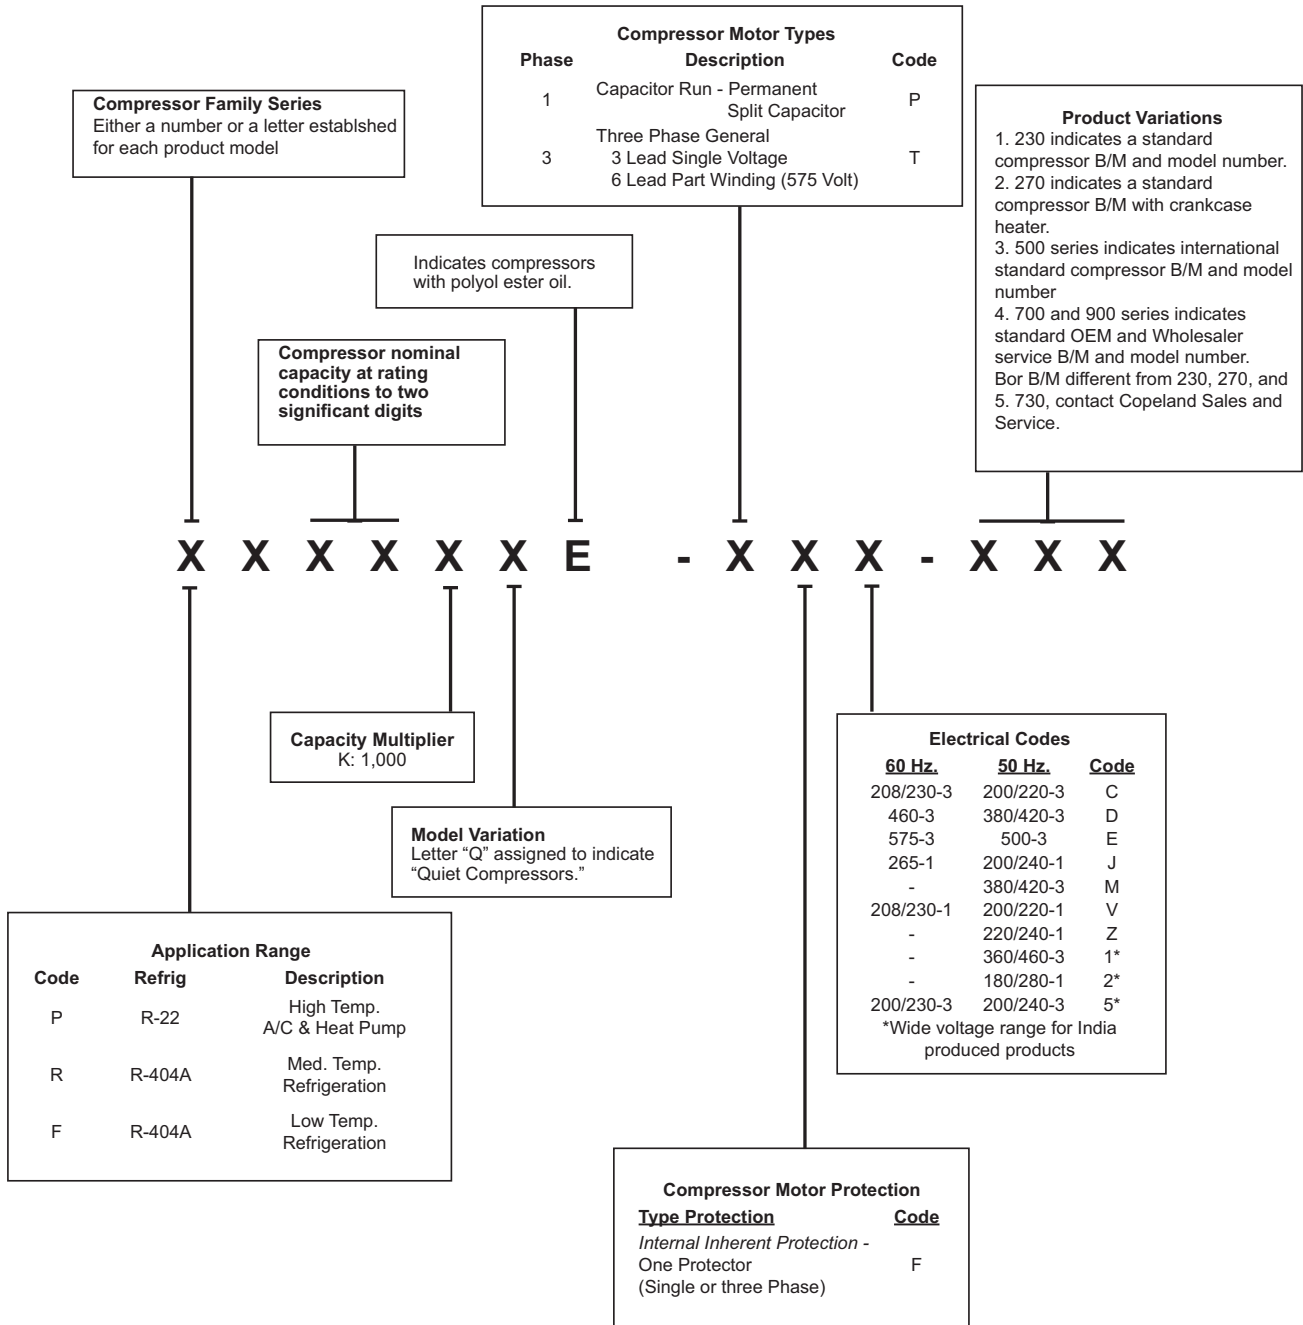 Compressor Motor Types
Phase Description Code
1 Capacitor Run - Permanent Split Capacitor P
3 Three Phase General
3 Lead Single Voltage T
6 Lead Part Winding (575 Volt)
Compressor Family Series
Either a number or a letter establshed
for each product model
Product Variations
1. 230 indicates a standard
compressor B/M and model number.
2. 270 indicates a standard
compressor B/M with crankcase
heater.
3. 500 series indicates international
standard compressor B/M and model
number
4. 700 and 900 series indicates
standard OEM and Wholesaler
service B/M and model number.
Bor B/M different from 230, 270, and
5. 730, contact Copeland Sales and
Service.
Indicates compressors
with polyol ester oil.
Compressor nominal
capacity at rating
conditions to two
significant digits
X X X X X X E - X X X - X X X
Capacity Multiplier
K: 1,000
Model Variation
Letter “Q” assigned to indicate
“Quiet Compressors.”
Electrical Codes
60 Hz. 50 Hz. Code
208/230-3 200/220-3 C
460-3 380/420-3 D
575-3 500-3 E
265-1 200/240-1 J
- 380/420-3 M
208/230-1 200/220-1 V
- 220/240-1 Z
- 360/460-3 1*
- 180/280-1 2*
200/230-3 200/240-3 5*
*Wide voltage range for India
produced products
Application Range
Code Refrig Description
P R-22 High Temp.
A/C & Heat Pump
R R-404A Med. Temp.
Refrigeration
F R-404A Low Temp.
Refrigeration
Compressor Motor Protection
Type Protection Code
Internal Inherent Protection -
One Protector F
(Single or three Phase)